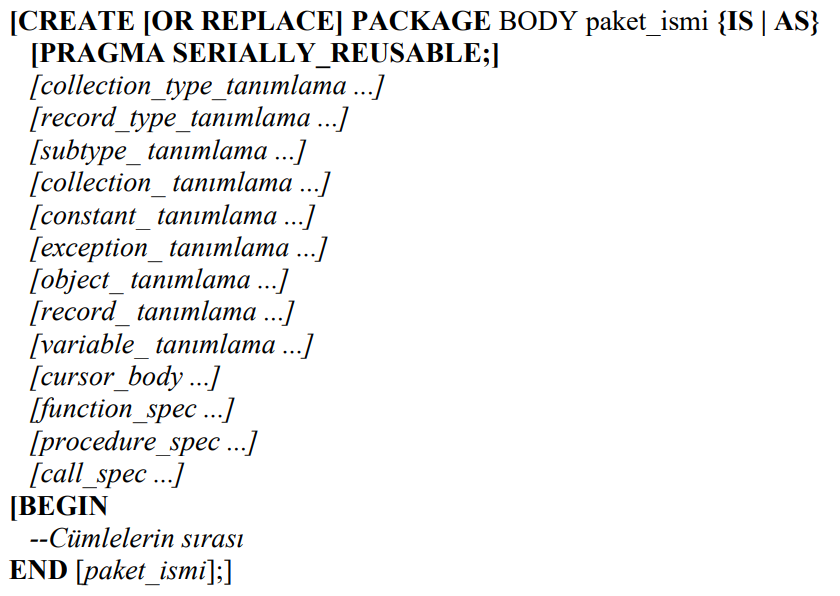 [CREATE [OR REPLACE] PACKAGE BODY paket_ismi {IS | AS}
[PRAGMA SERIALLY_REUSABLE;]
[collection_type_tanımlama ...]
[record_type_tanımlama ...]
[subtype_ tanımlama ...]
[collection_ tanımlama ...]
[constant_ tanımlama ...]
[exception_ tanımlama ...]
[object_ tanımlama ...]
[record_ tanımlama ...]
[variable_ tanımlama ...]
[cursor_body ...]
[function_spec ...]
[procedure_spec ...]
[call_spec ...]
[BEGIN
--Cümlelerin sırası
END [paket_ismi];]